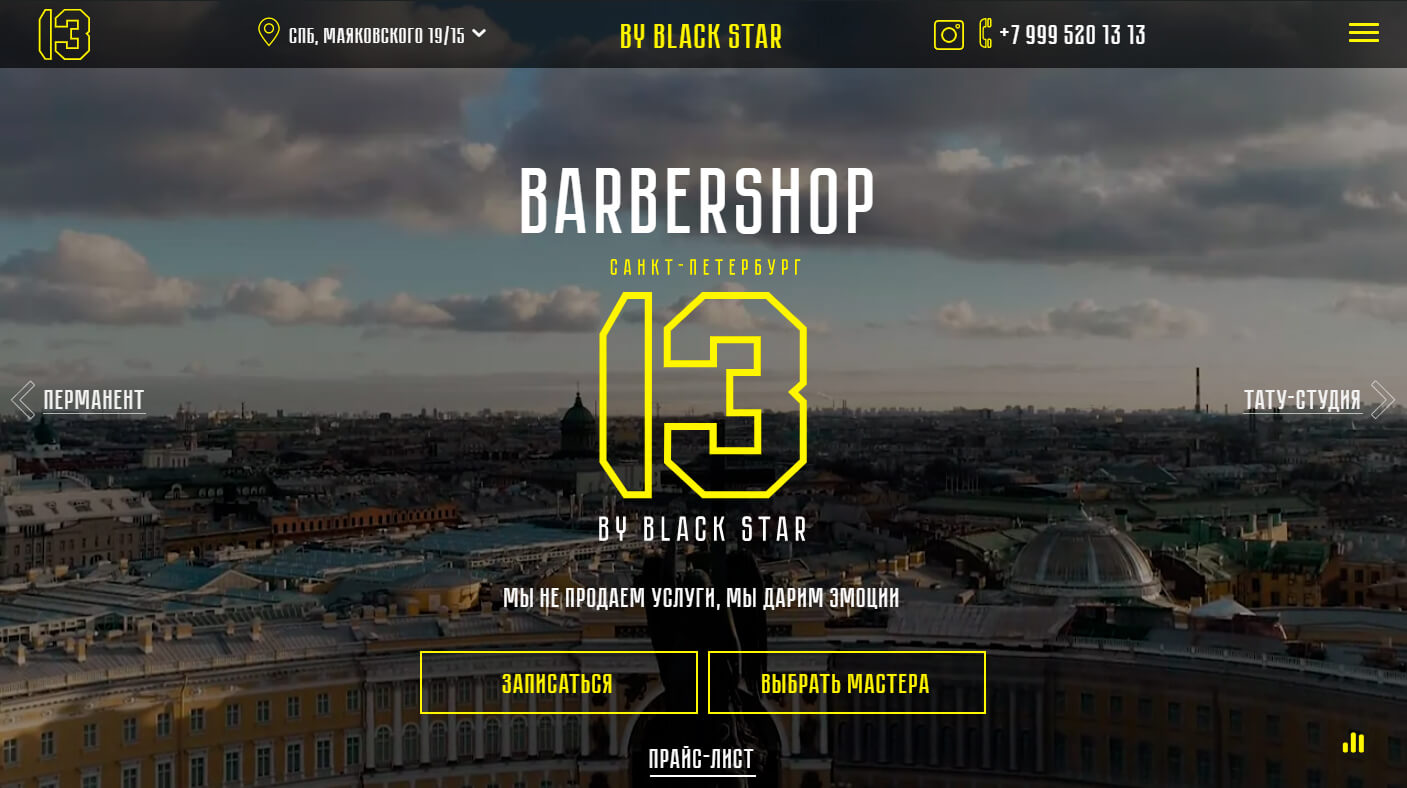 13
СПБ, МАЯКОВСКОГО 19/15
BY BLACK STAR
+7 999 520 13 13
BARBERSHOP
САНКТ-ПЕТЕРБУРГ
13
ПЕРМАНЕНТ
ТАТУ-СТУДИЯ
BY BLACK STAR
МЫ НЕ ПРОДАЕМ УСЛУГИ, МЫ ДАРИМ ЭМОЦИИ
ЗАПИСАТЬСЯ
ВЫБРАТЬ МАСТЕРА
ПРАЙС-ЛИСТ